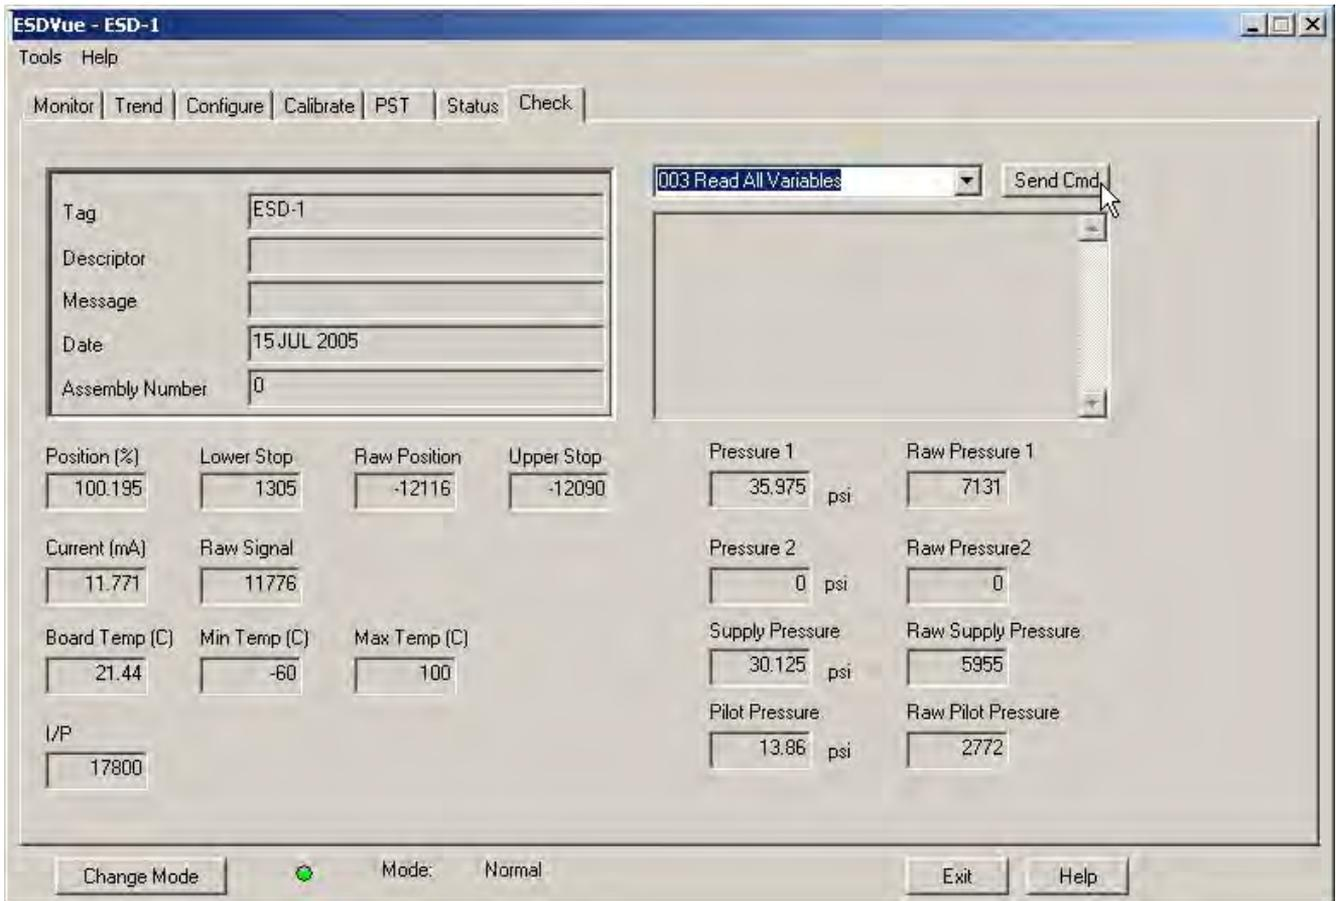 ESDVue - ESD-1
Tools Help
Monitor Trend Configure Calibrate PST Status Check
003 Read All Variables Send Cmd
Tag ESD-1
Descriptor
Message
Date 15 JUL 2005
Assembly Number 0
Position (%) Lower Stop Raw Position Upper Stop Pressure 1 Raw Pressure 1
100.195 1305 -12116 -12090 35.975 psi 7131
Current (mA) Raw Signal Pressure 2 Raw Pressure2
11.771 11776 0 psi 0
Board Temp (C) Min Temp (C) Max Temp (C) Supply Pressure Raw Supply Pressure
21.44 -60 100 30.125 psi 5955
I/P Pilot Pressure Raw Pilot Pressure
17800 13.86 psi 2772
Change Mode Mode: Normal Exit Help